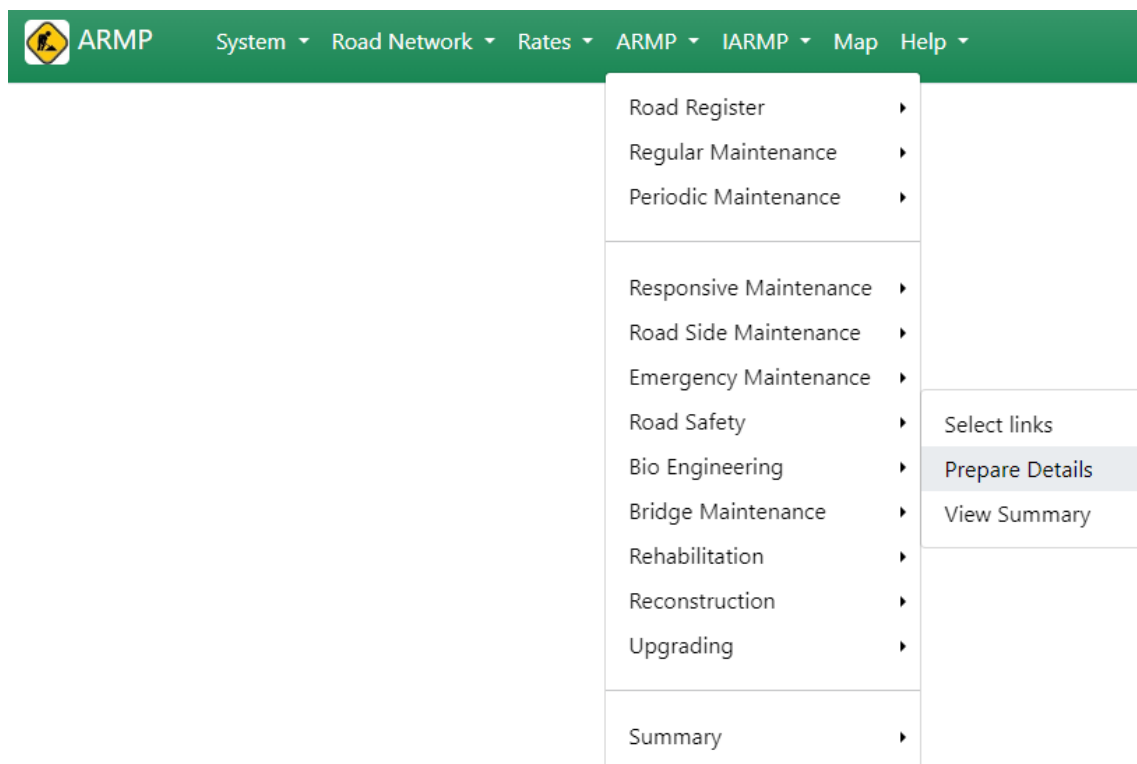 ARMP System Road Network Rates ARMP IARMP Map Help
Road Register
Regular Maintenance
Periodic Maintenance
Responsive Maintenance
Road Side Maintenance
Emergency Maintenance
Road Safety
Bio Engineering
Bridge Maintenance
Rehabilitation
Reconstruction
Upgrading
Summary
Select links
Prepare Details
View Summary